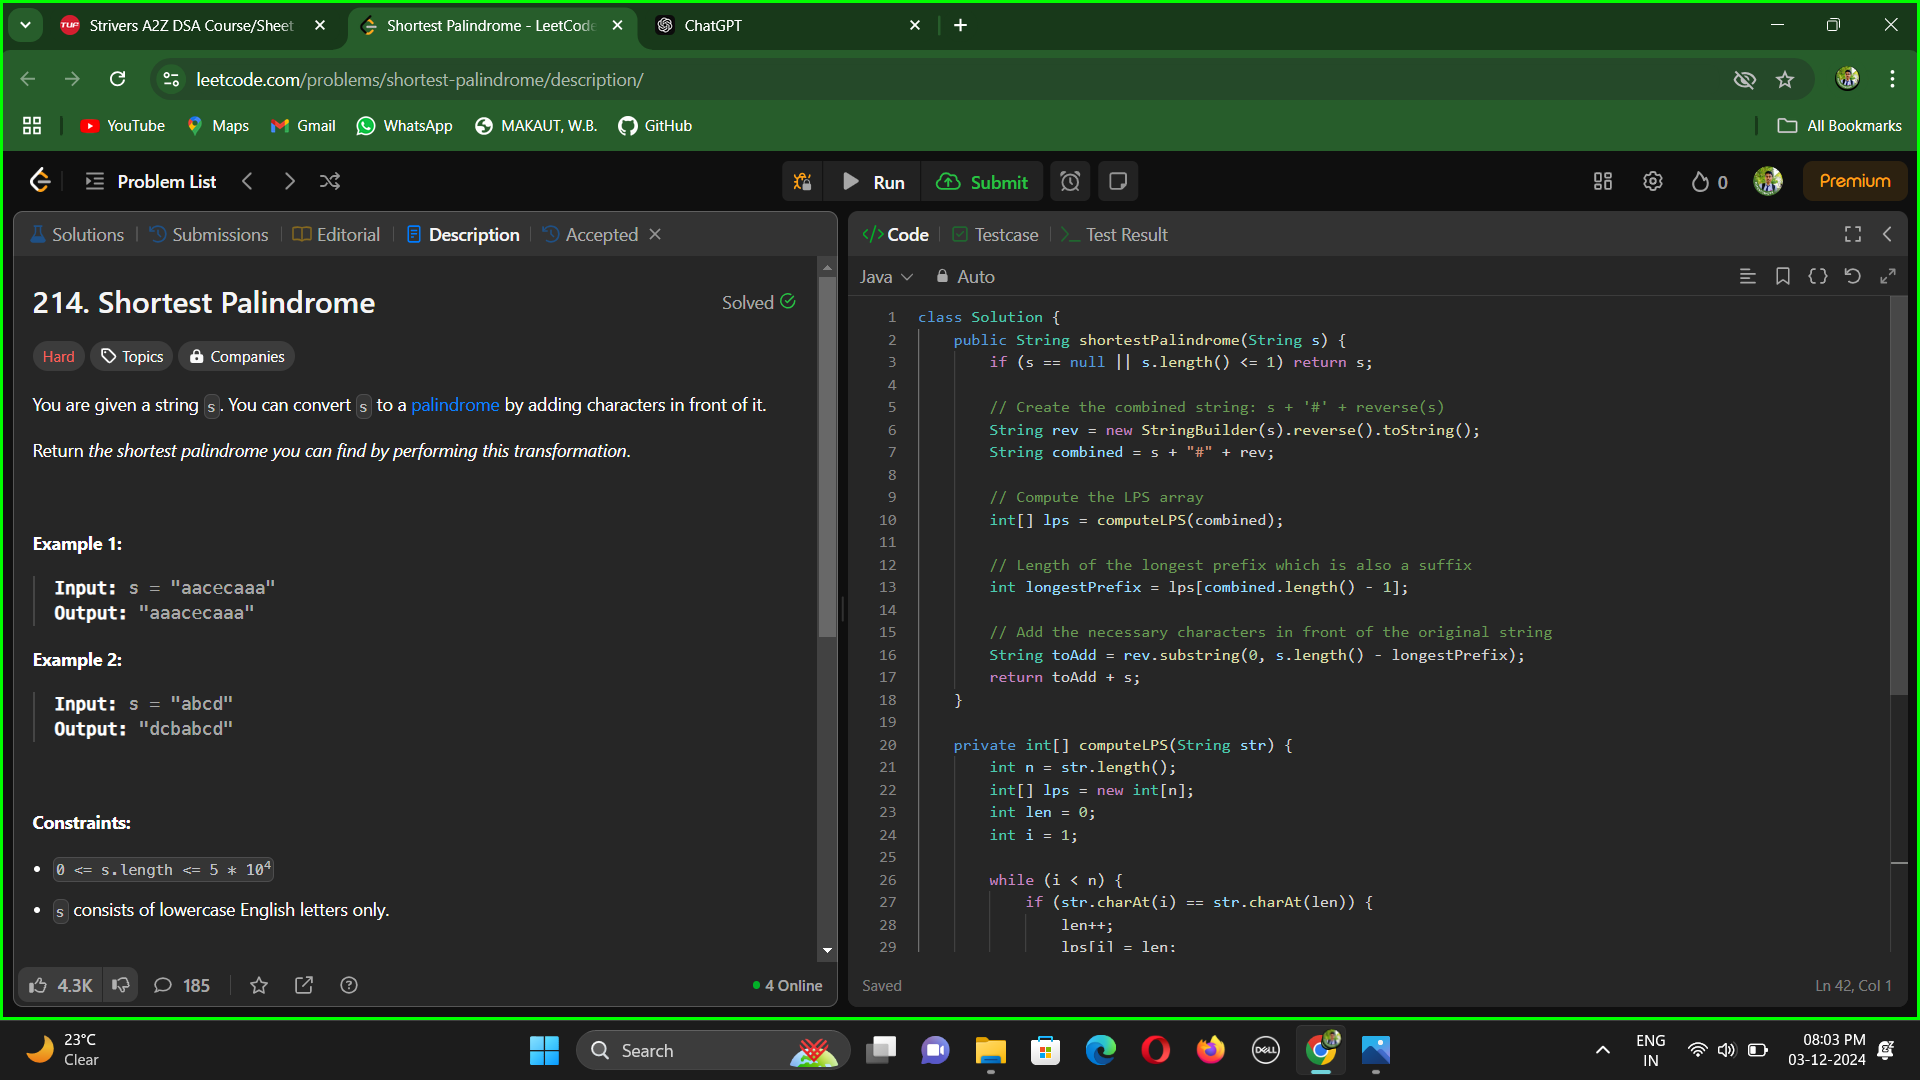 Strivers A2Z DSA Course/Sheet
Shortest Palindrome - LeetCode
ChatGPT
leetcode.com/problems/shortest-palindrome/description/
YouTube
Maps
Gmail
WhatsApp
MAKAUT, W.B.
GitHub
All Bookmarks
Problem List
Run
Submit
0
Premium
Solutions
Submissions
Editorial
Description
Accepted
</> Code
Testcase
>_ Test Result
214. Shortest Palindrome
Solved
Hard
Topics
Companies
You are given a string s. You can convert s to a palindrome by adding characters in front of it.
Return the shortest palindrome you can find by performing this transformation.
Example 1:
Input: s = "aacecaaa"
Output: "aaacecaaa"
Example 2:
Input: s = "abcd"
Output: "dcbabcd"
Constraints:
• 0 <= s.length <= 5 * 10⁴
• s consists of lowercase English letters only.
4.3K
185
4 Online
Java
Auto
1 class Solution {
2 public String shortestPalindrome(String s) {
3 if (s == null || s.length() <= 1) return s;
4
5 // Create the combined string: s + '#' + reverse(s)
6 String rev = new StringBuilder(s).reverse().toString();
7 String combined = s + "#" + rev;
8
9 // Compute the LPS array
10 int[] lps = computeLPS(combined);
11
12 // Length of the longest prefix which is also a suffix
13 int longestPrefix = lps[combined.length() - 1];
14
15 // Add the necessary characters in front of the original string
16 String toAdd = rev.substring(0, s.length() - longestPrefix);
17 return toAdd + s;
18 }
19
20 private int[] computeLPS(String str) {
21 int n = str.length();
22 int[] lps = new int[n];
23 int len = 0;
24 int i = 1;
25
26 while (i < n) {
27 if (str.charAt(i) == str.charAt(len)) {
28 len++;
29 lps[i] = len;
Saved
Ln 42, Col 1
23°C
Clear
Search
DELL
ENG
IN
08:03 PM
03-12-2024